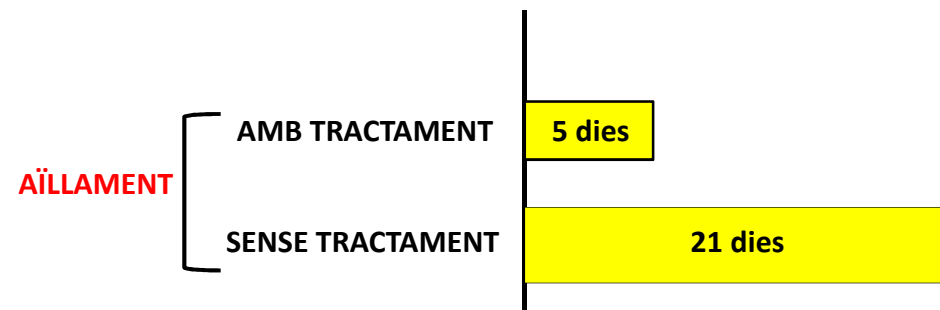 AMB TRACTAMENT 5 dies
AÏLLAMENT
SENSE TRACTAMENT 21 dies